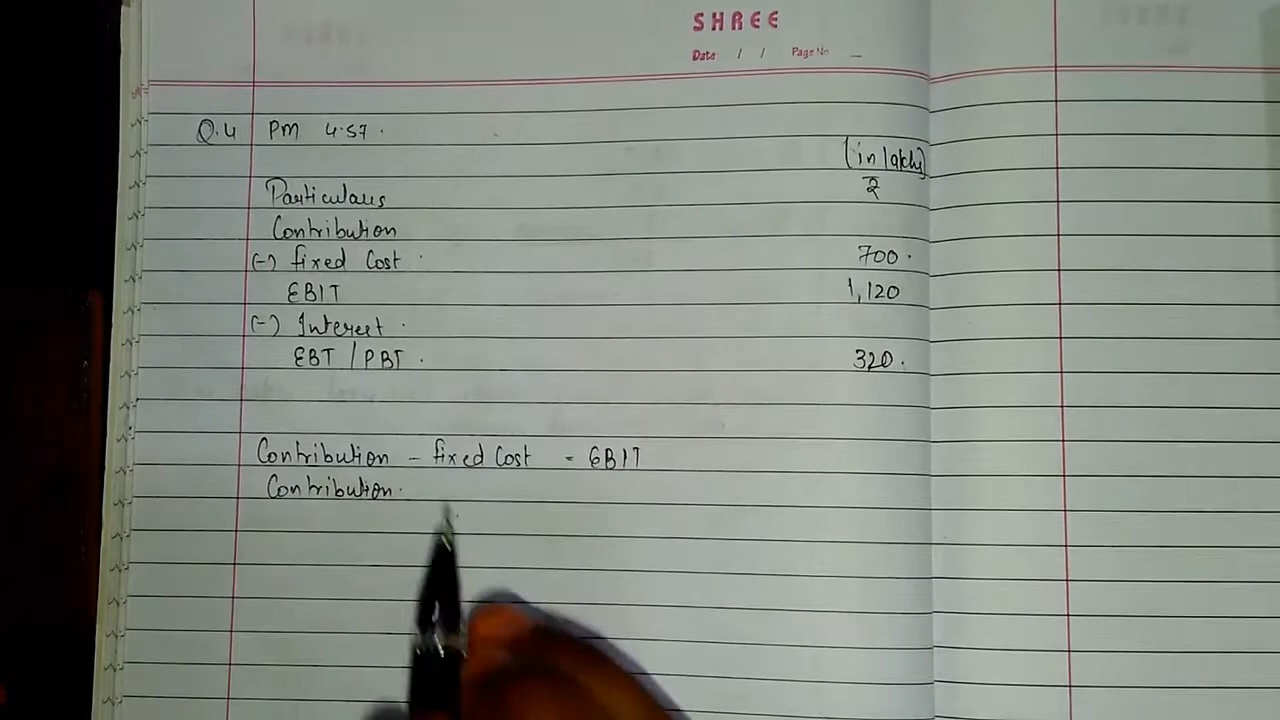 SHREE
Date / / Page No
Q.4 PM 4.57.
(in lakhs)
Particulars ₹
Contribution
(-) fixed Cost 700.
EBIT 1,120
(-) Interest.
EBT / PBT. 320.
Contribution - fixed Cost = EBIT
Contribution.